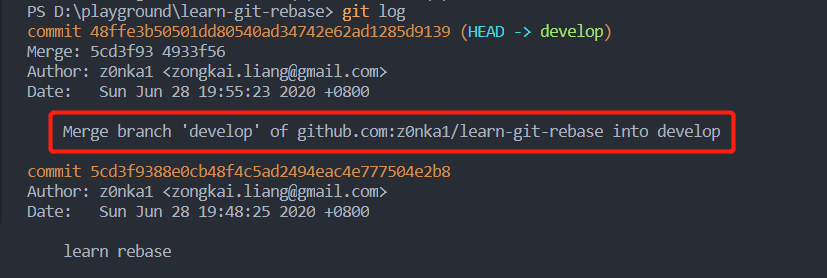 PS D:\playground\learn-git-rebase> git log
commit 48ffe3b50501dd80540ad34742e62ad1285d9139 (HEAD -> develop)
Merge: 5cd3f93 4933f56
Author: z0nka1 <zongkai.liang@gmail.com>
Date:   Sun Jun 28 19:55:23 2020 +0800
Merge branch 'develop' of github.com:z0nka1/learn-git-rebase into develop
commit 5cd3f9388e0cb48f4c5ad2494eac4e777504e2b8
Author: z0nka1 <zongkai.liang@gmail.com>
Date:   Sun Jun 28 19:48:25 2020 +0800
learn rebase